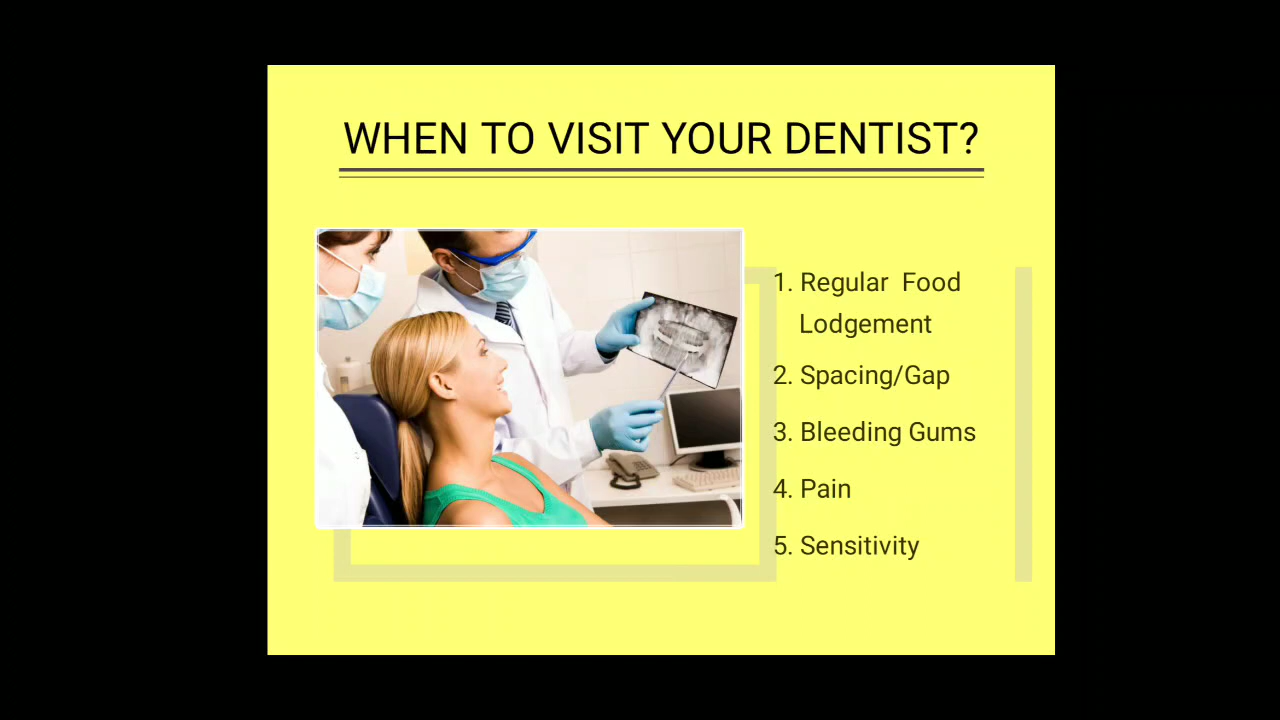 WHEN TO VISIT YOUR DENTIST?
1. Regular Food
Lodgement
2. Spacing/Gap
3. Bleeding Gums
4. Pain
5. Sensitivity